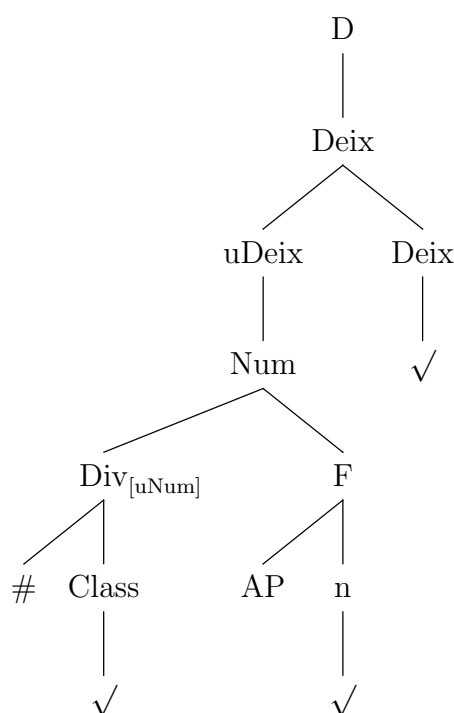 D
Deix
uDeix Deix
Num √
Div[uNum] F
# Class AP n
√ √